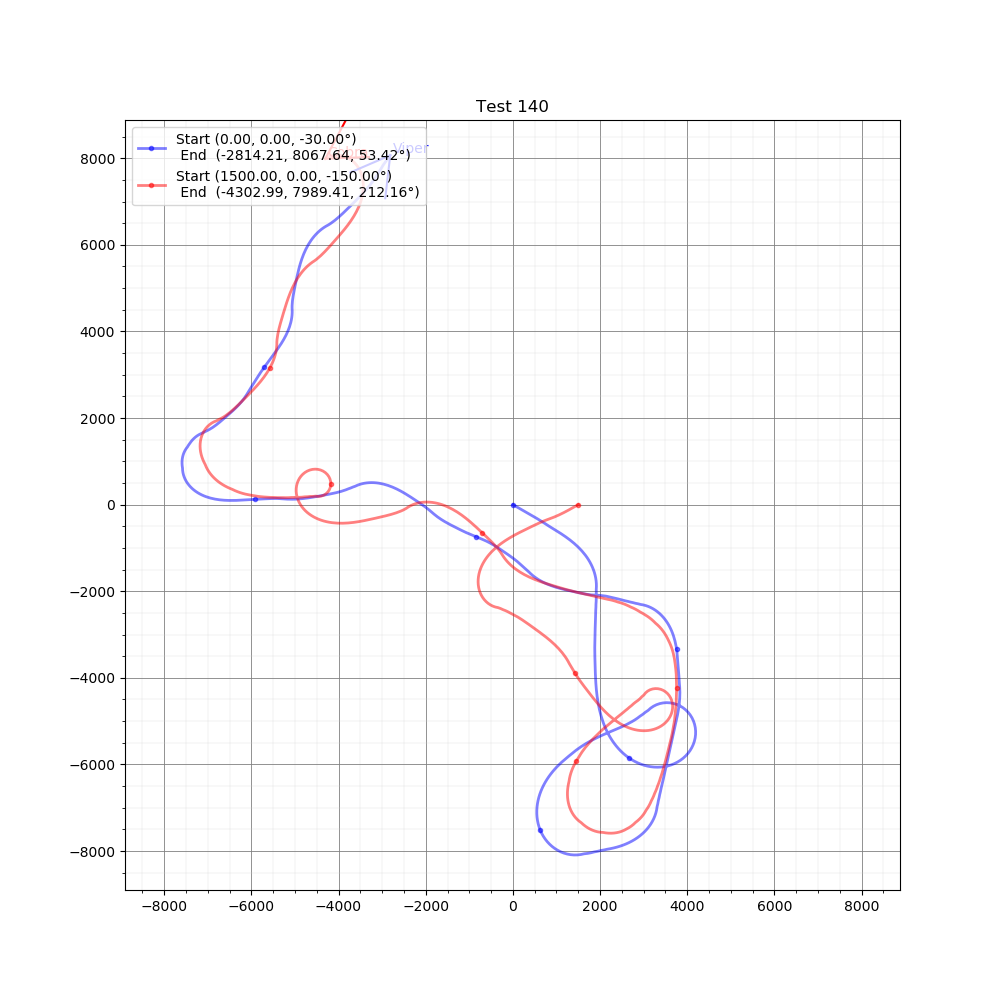 Test 140
Start (0.00, 0.00, -30.00°)
End (-2814.21, 8067.64, 53.42°)
Start (1500.00, 0.00, -150.00°)
End (-4302.99, 7989.41, 212.16°)
Viper
8000
6000
4000
2000
0
−2000
−4000
−6000
−8000
−8000 −6000 −4000 −2000 0 2000 4000 6000 8000